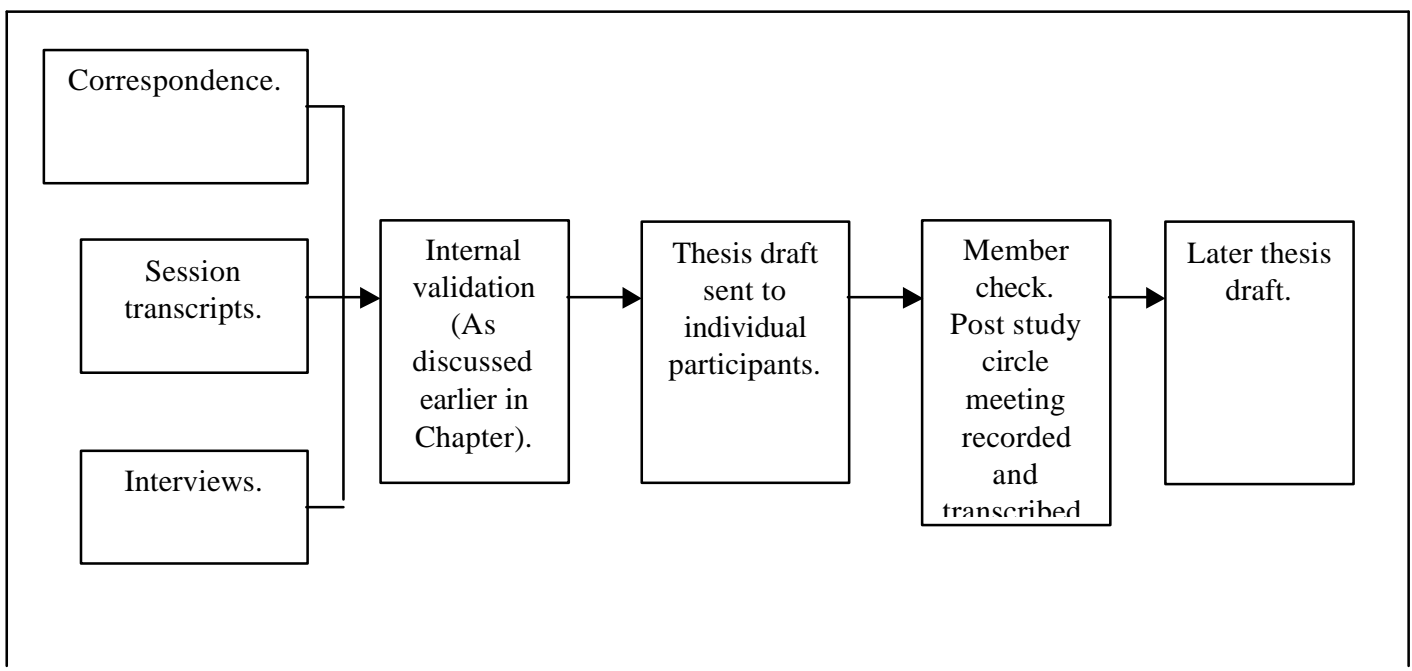 Correspondence.
Session
transcripts.
Interviews.
Internal
validation
(As
discussed
earlier in
Chapter).
Thesis draft
sent to
individual
participants.
Member
check.
Post study
circle
meeting
recorded
and
transcribed
Later thesis
draft.